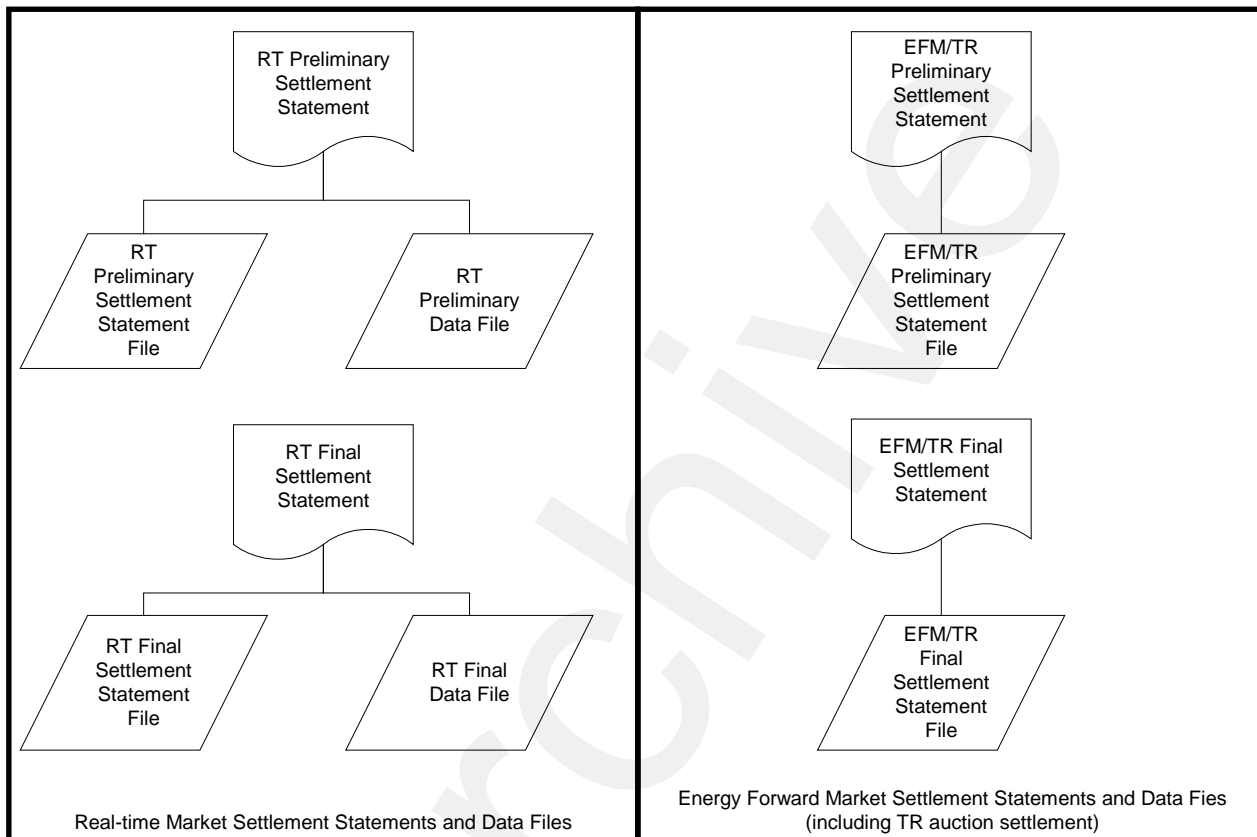 RT Preliminary
Settlement
Statement
RT
Preliminary
Settlement
Statement
File
RT
Preliminary
Data File
RT Final
Settlement
Statement
RT Final
Settlement
Statement
File
RT Final
Data File
Real-time Market Settlement Statements and Data Files
EFM/TR
Preliminary
Settlement
Statement
EFM/TR
Preliminary
Settlement
Statement
File
EFM/TR Final
Settlement
Statement
EFM/TR
Final
Settlement
Statement
File
Energy Forward Market Settlement Statements and Data Fies
(including TR auction settlement)
rchive